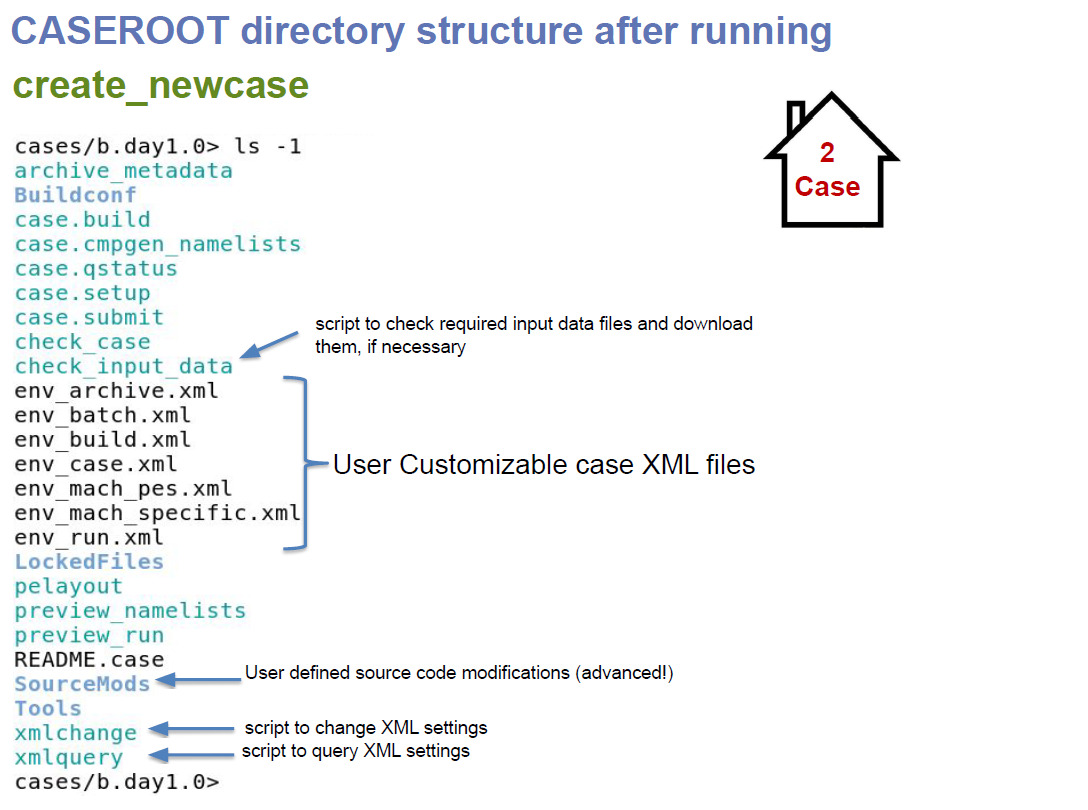 CASEROOT directory structure after running
create_newcase
2
Case
cases/b.day1.0> ls -1
archive_metadata
Buildconf
case.build
case.cmpgen_namelists
case.qstatus
case.setup
case.submit
check_case
check_input_data
script to check required input data files and download
them, if necessary
env_archive.xml
env_batch.xml
env_build.xml
env_case.xml
env_mach_pes.xml
env_mach_specific.xml
env_run.xml
User Customizable case XML files
LockedFiles
pelayout
preview_namelists
preview_run
README.case
SourceMods
User defined source code modifications (advanced!)
Tools
xmlchange
script to change XML settings
xmlquery
script to query XML settings
cases/b.day1.0>